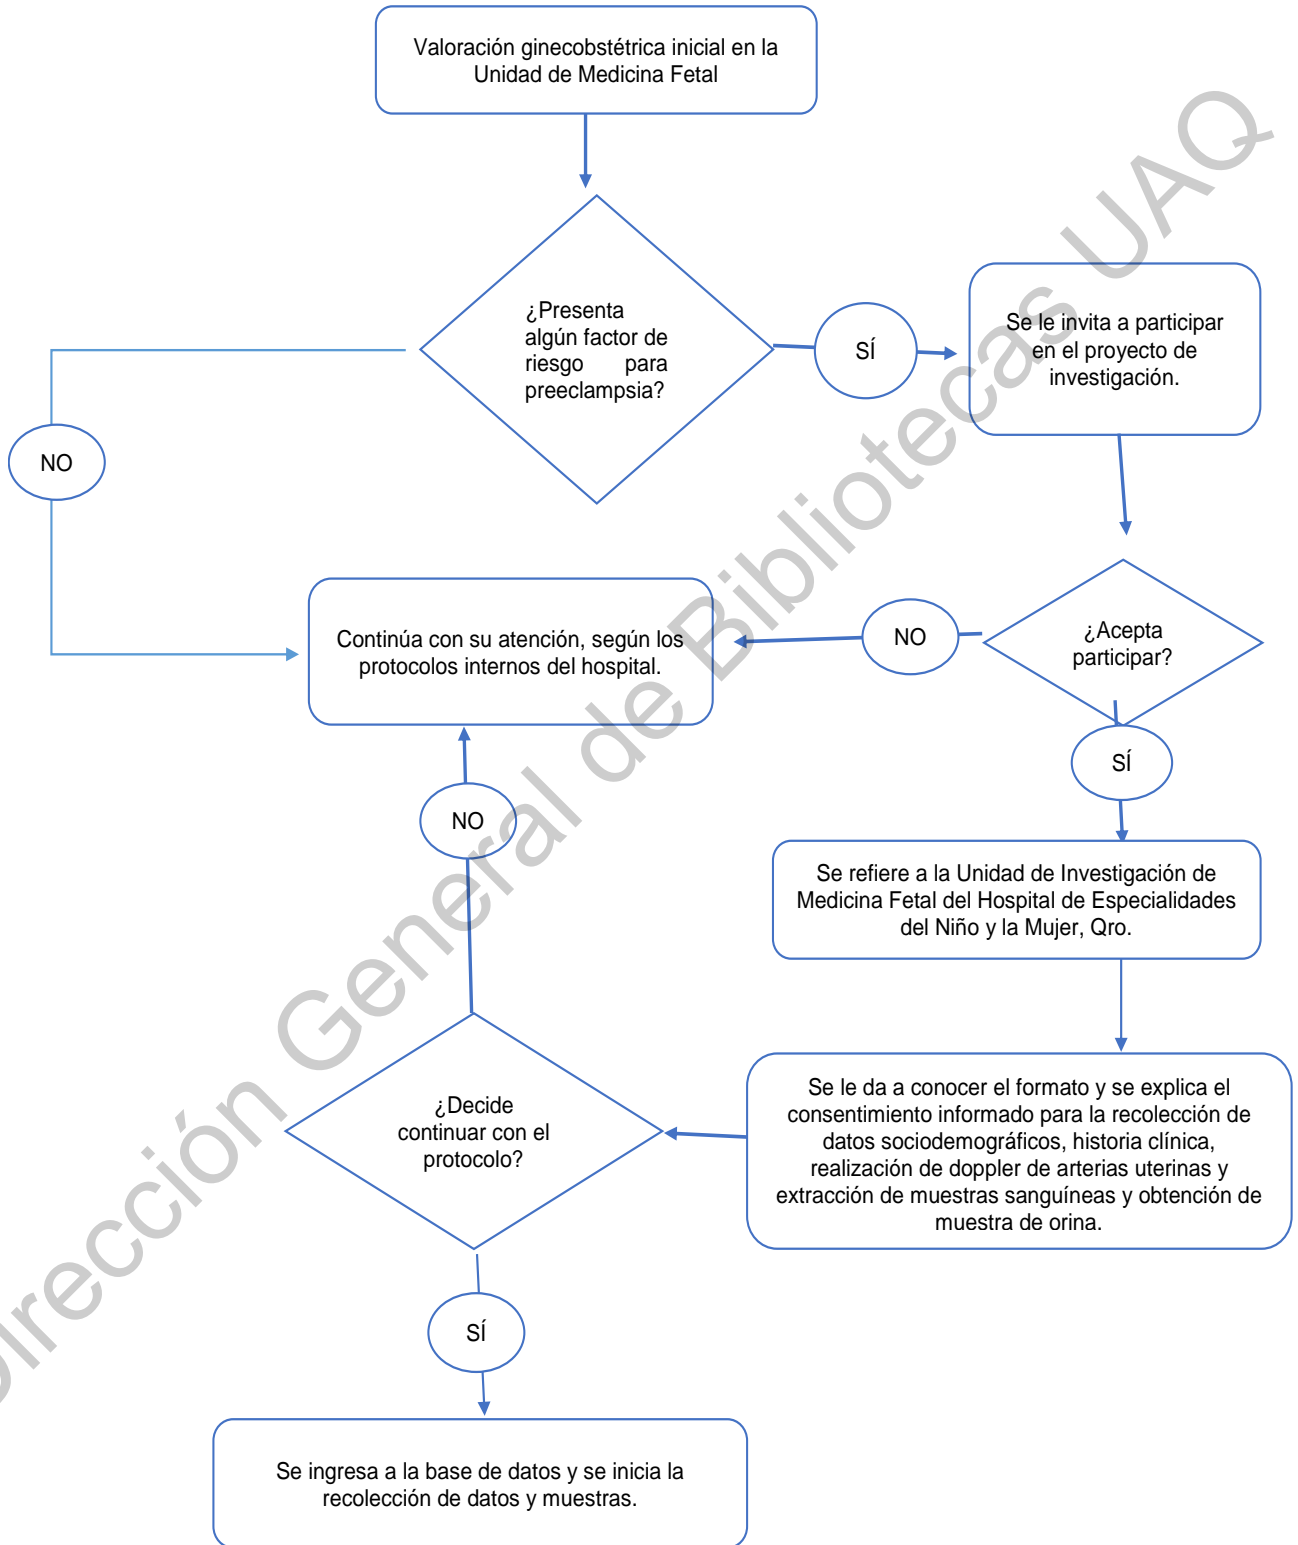 Valoración ginecobstétrica inicial en la
Unidad de Medicina Fetal
¿Presenta
algún factor de
riesgo para
preeclampsia?
SÍ
Se le invita a participar
en el proyecto de
investigación.
NO
Continúa con su atención, según los
protocolos internos del hospital.
NO
¿Acepta
participar?
SÍ
NO
Se refiere a la Unidad de Investigación de
Medicina Fetal del Hospital de Especialidades
del Niño y la Mujer, Qro.
¿Decide
continuar con el
protocolo?
Se le da a conocer el formato y se explica el
consentimiento informado para la recolección de
datos sociodemográficos, historia clínica,
realización de doppler de arterias uterinas y
extracción de muestras sanguíneas y obtención de
muestra de orina.
SÍ
Se ingresa a la base de datos y se inicia la
recolección de datos y muestras.
Dirección General de Bibliotecas UAQ